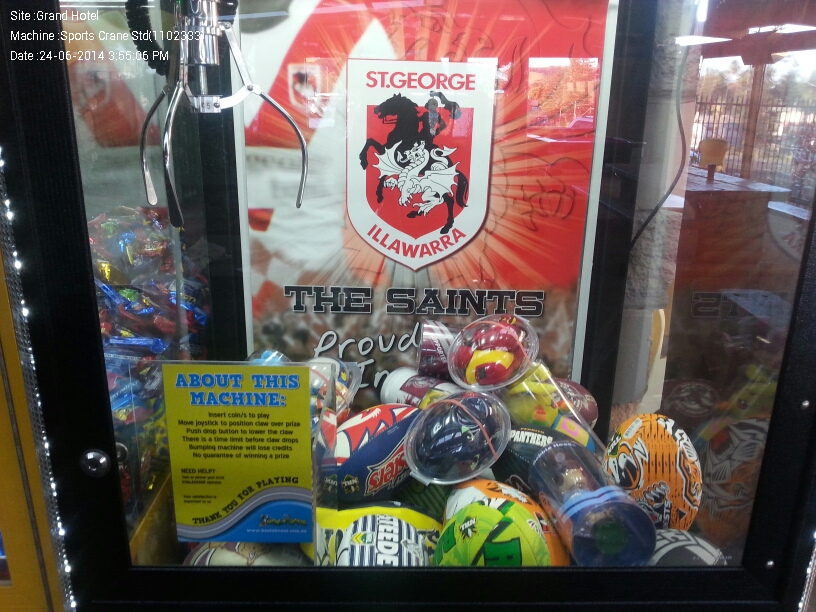 Site :Grand Hotel
Machine :Sports Crane Std(1102333)
Date :24-06-2014 3:55:06 PM
ST.GEORGE
ILLAWARRA
THE SAINTS
Proud
ABOUT THIS
MACHINE:
Insert coin/s to play
Move joystick to position claw over prize
Push drop button to lower the claw
There is a time limit before claw drops
Bumping machine will lose credits
No guarantee of winning a prize
NEED HELP?
THANK YOU FOR PLAYING
PANTHERS